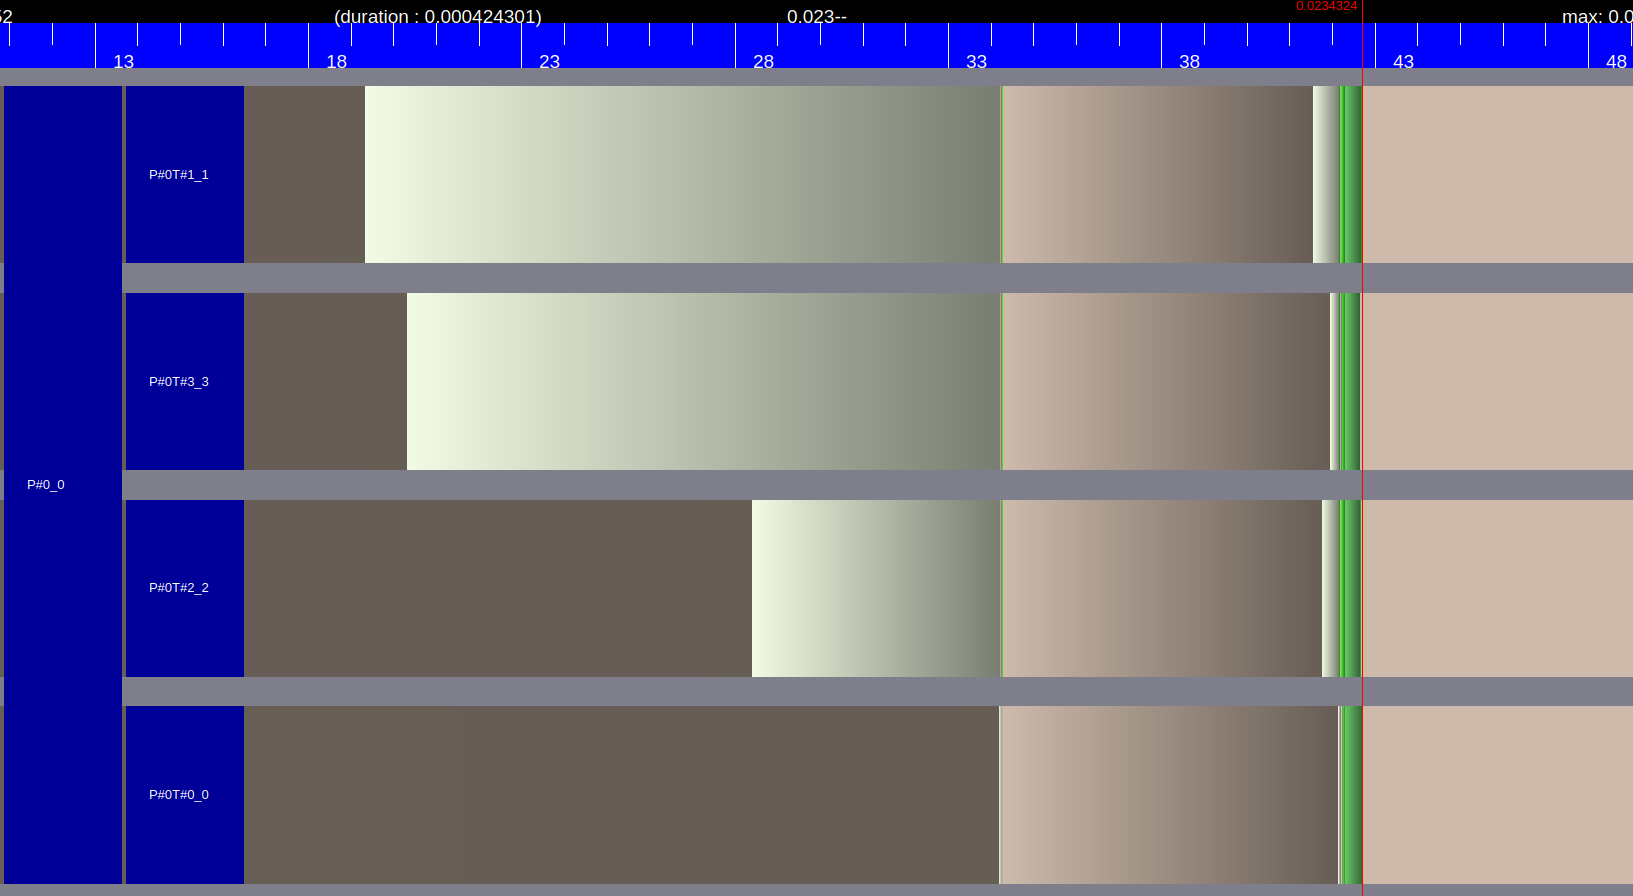 52 (duration : 0.000424301) 0.023-- 0.0234324 max: 0.0
13 18 23 28 33 38 43 48
P#0T#1_1
P#0T#3_3
P#0_0
P#0T#2_2
P#0T#0_0